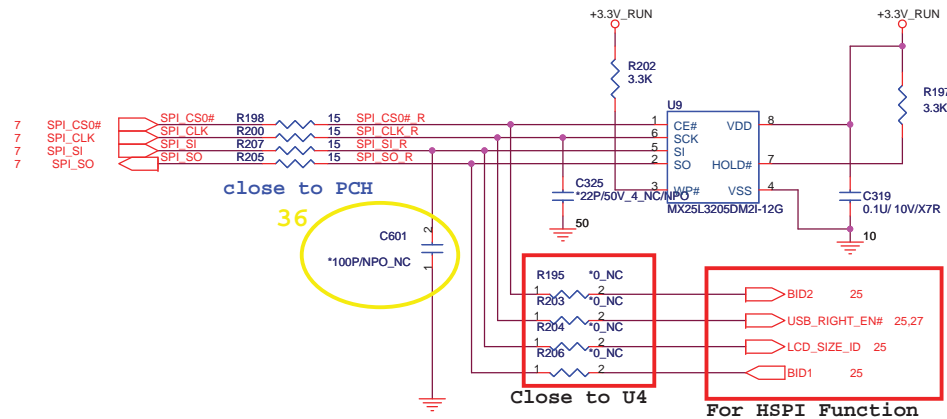 +3.3V_RUN +3.3V_RUN
R202
3.3K
R197
3.3K
U9
7 SPI_CS0# SPI_CS0# R198 15 SPI_CS0#_R 1 CE# VDD 8
7 SPI_CLK SPI_CLK R200 15 SPI_CLK_R 6 SCK
7 SPI_SI SPI_SI R207 15 SPI_SI_R 5 SI
7 SPI_SO SPI_SO R205 15 SPI_SO_R 2 SO HOLD# 7
close to PCH
3 WP# VSS 4
MX25L3205DM2I-12G
C325
*22P/50V_4_NC/NPO
50
C319
0.1U/ 10V/X7R
10
36
2
C601
*100P/NPO_NC
1
R195 *0_NC
1 2 BID2 25
R203 *0_NC
1 2 USB_RIGHT_EN# 25,27
R204 *0_NC
1 2 LCD_SIZE_ID 25
R206 *0_NC
1 2 BID1 25
Close to U4
For HSPI Function